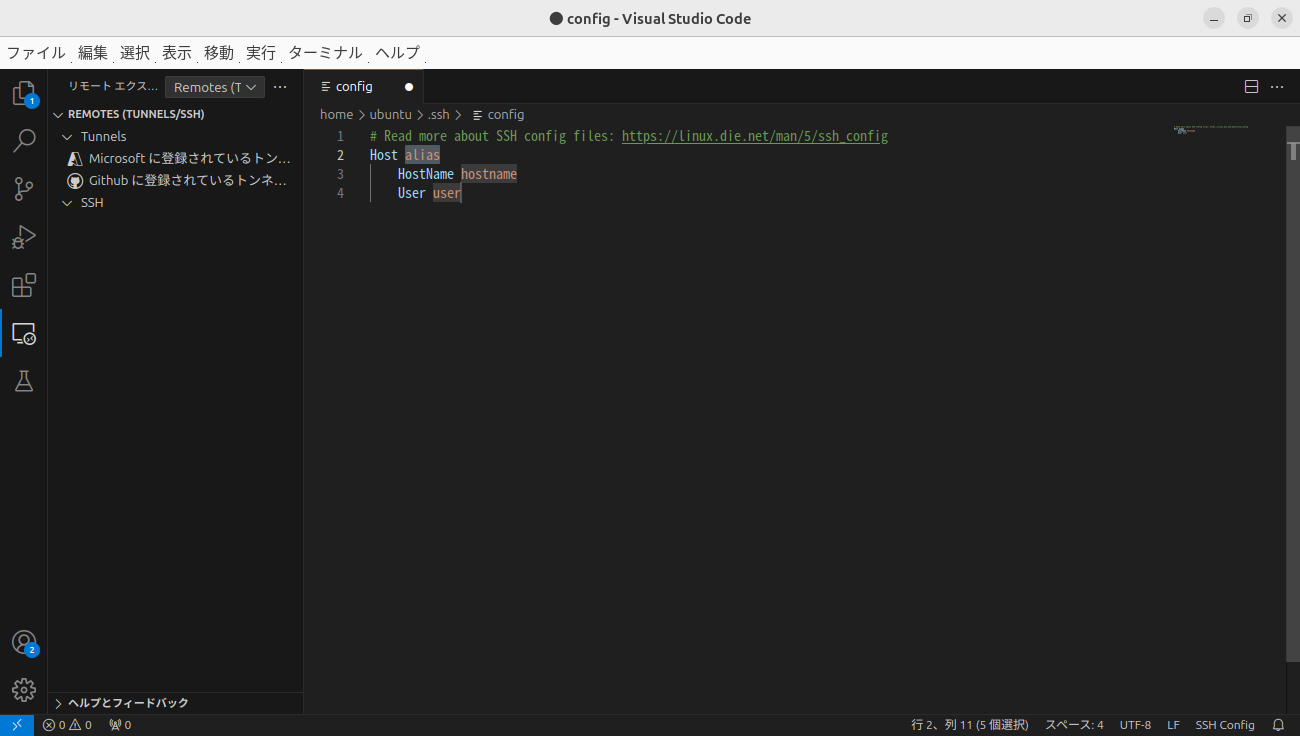 config - Visual Studio Code
ファイル 編集 選択 表示 移動 実行 ターミナル ヘルプ
リモート エクス… Remotes (T
config
REMOTES (TUNNELS/SSH)
Tunnels
Microsoft に登録されているトン…
Github に登録されているトンネ…
SSH
home > ubuntu > .ssh > config
1 # Read more about SSH config files: https://linux.die.net/man/5/ssh_config
2 Host alias
3 HostName hostname
4 User user
1
2
ヘルプとフィードバック
0 0 0
行 2、列 11 (5 個選択) スペース: 4 UTF-8 LF SSH Config